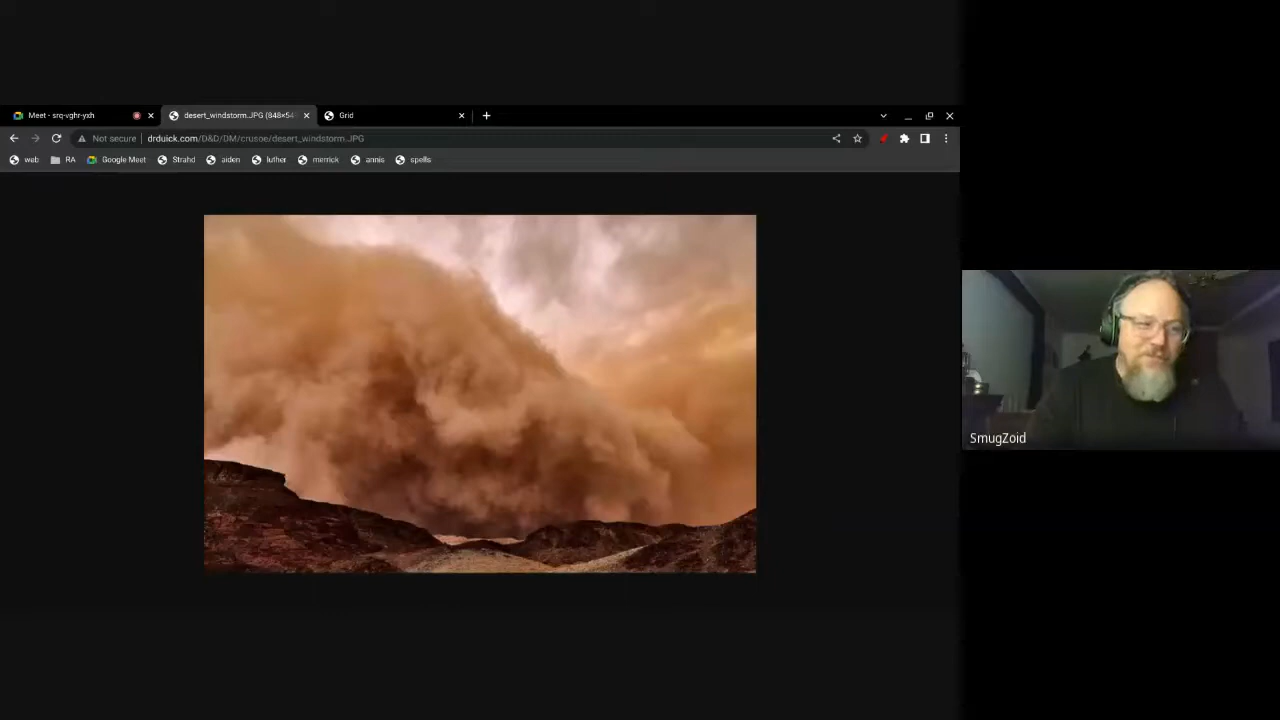 Meet - srq-vghr-yxh
desert_windstorm.JPG (848×54
Grid
Not secure
drduick.com/D&D/DM/crusoe/desert_windstorm.JPG
web RA Google Meet Strahd aiden luther merrick annis spells
SmugZoid